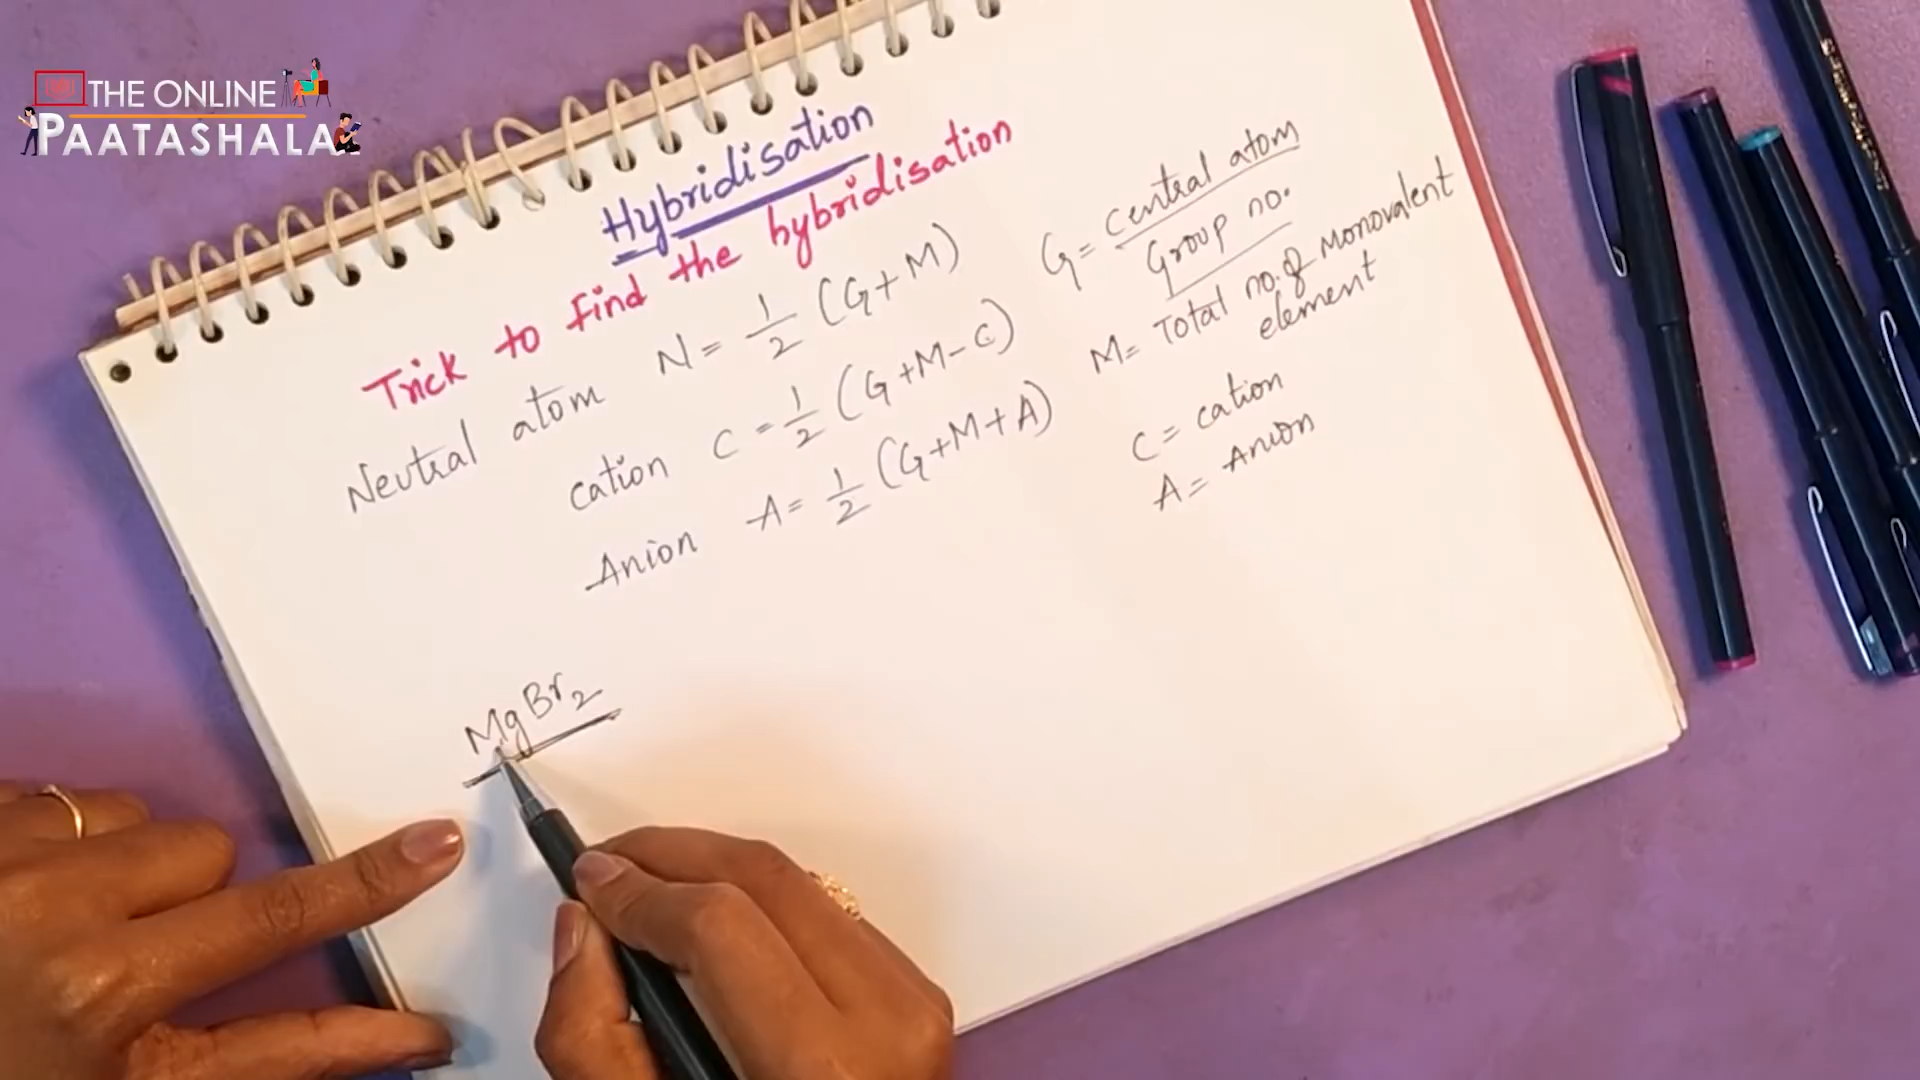 THE ONLINE
PAATASHALA
Hybridisation
Trick to find the hybridisation
Neutral atom N = 1/2 (G + M)
cation C = 1/2 (G + M - C)
Anion A = 1/2 (G + M + A)
G = central atom
Group no.
M = Total no. of Monovalent
element
C = cation
A = Anion
MgBr2